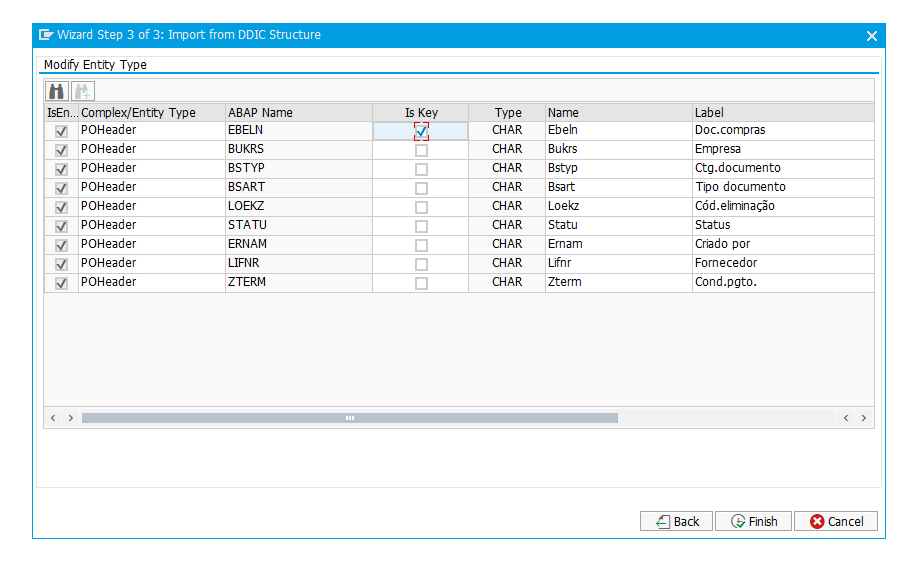 Wizard Step 3 of 3: Import from DDIC Structure
Modify Entity Type
IsEn... Complex/Entity Type ABAP Name Is Key Type Name Label
POHeader EBELN CHAR Ebeln Doc.compras
POHeader BUKRS CHAR Bukrs Empresa
POHeader BSTYP CHAR Bstyp Ctg.documento
POHeader BSART CHAR Bsart Tipo documento
POHeader LOEKZ CHAR Loekz Cód.eliminação
POHeader STATU CHAR Statu Status
POHeader ERNAM CHAR Ernam Criado por
POHeader LIFNR CHAR Lifnr Fornecedor
POHeader ZTERM CHAR Zterm Cond.pgto.
Back Finish Cancel